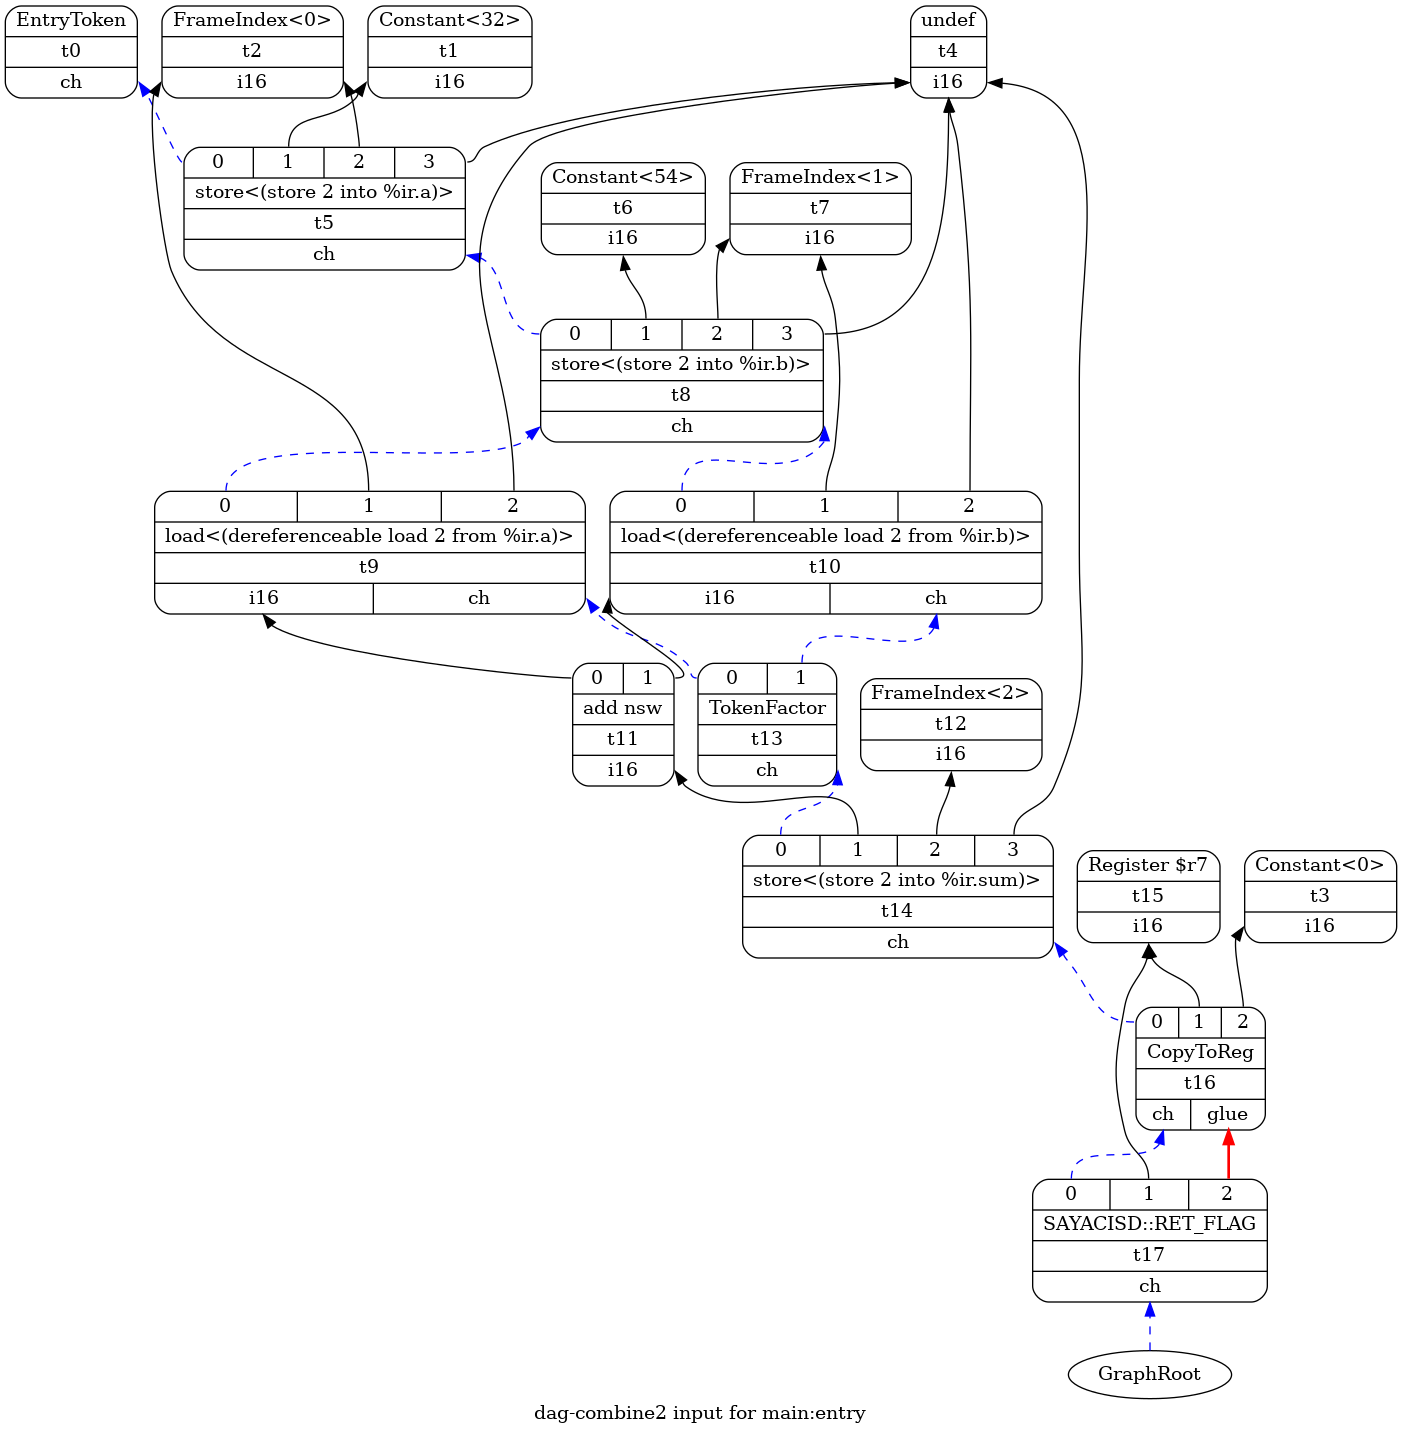 EntryToken
t0
ch
FrameIndex<0>
t2
i16
Constant<32>
t1
i16
undef
t4
i16
0 1 2 3
store<(store 2 into %ir.a)>
t5
ch
Constant<54>
t6
i16
FrameIndex<1>
t7
i16
0 1 2 3
store<(store 2 into %ir.b)>
t8
ch
0 1 2
load<(dereferenceable load 2 from %ir.a)>
t9
i16 ch
0 1 2
load<(dereferenceable load 2 from %ir.b)>
t10
i16 ch
0 1
add nsw
t11
i16
0 1
TokenFactor
t13
ch
FrameIndex<2>
t12
i16
0 1 2 3
store<(store 2 into %ir.sum)>
t14
ch
Register $r7
t15
i16
Constant<0>
t3
i16
0 1 2
CopyToReg
t16
ch glue
0 1 2
SAYACISD::RET_FLAG
t17
ch
GraphRoot
dag-combine2 input for main:entry